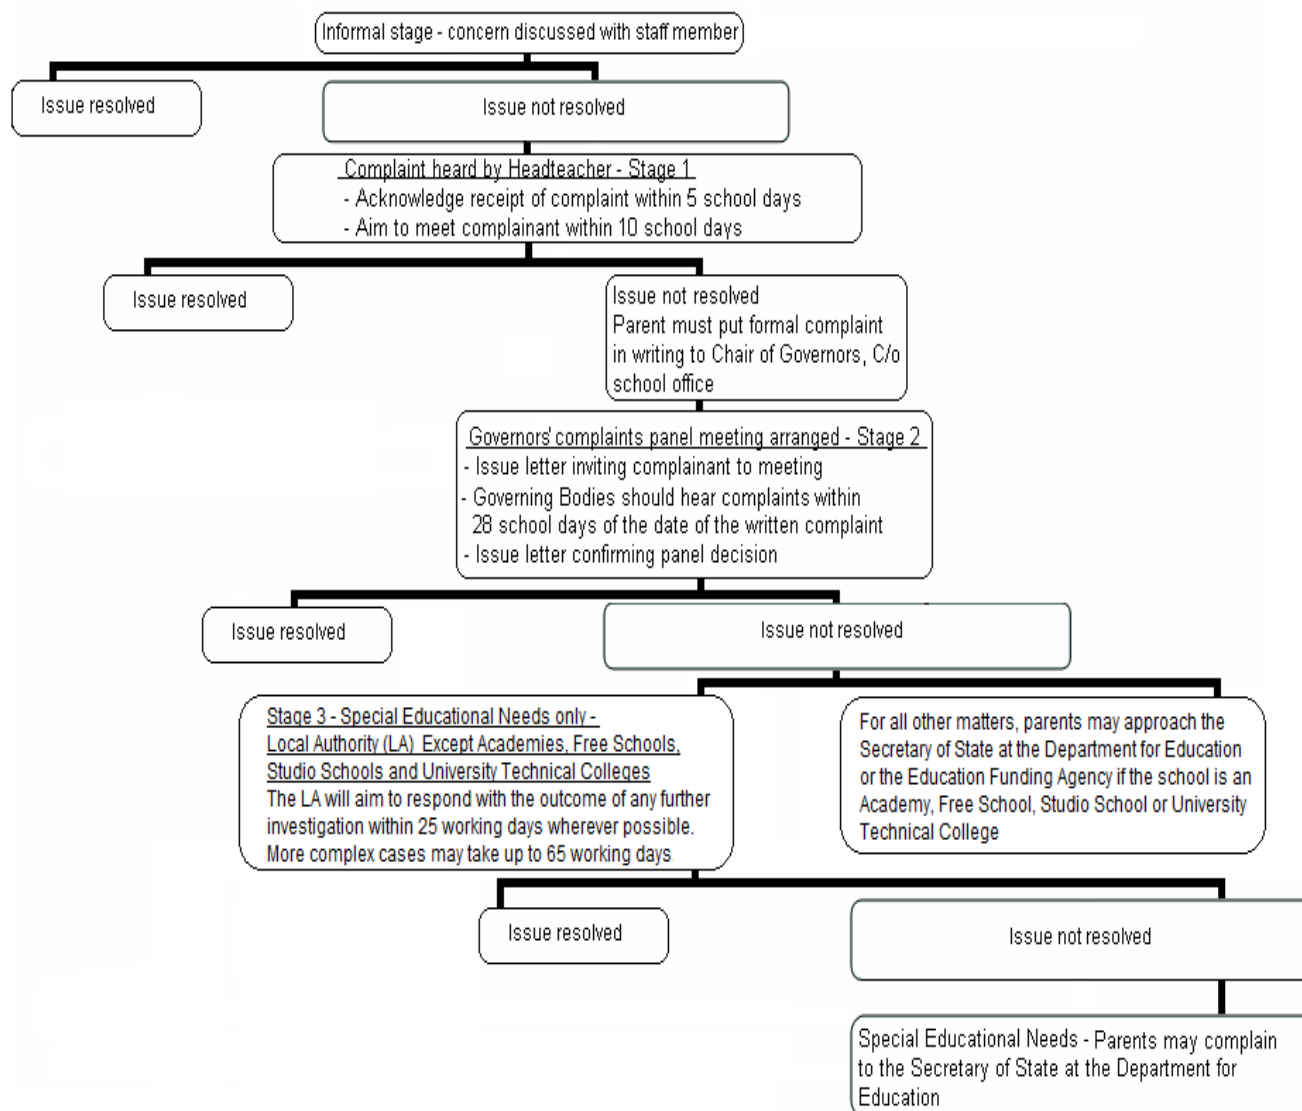 Informal stage - concern discussed with staff member
Issue resolved
Issue not resolved
Complaint heard by Headteacher - Stage 1
- Acknowledge receipt of complaint within 5 school days
- Aim to meet complainant within 10 school days
Issue resolved
Issue not resolved
Parent must put formal complaint
in writing to Chair of Governors, C/o
school office
Governors' complaints panel meeting arranged - Stage 2
- Issue letter inviting complainant to meeting
- Governing Bodies should hear complaints within
28 school days of the date of the written complaint
- Issue letter confirming panel decision
Issue resolved
Issue not resolved
Stage 3 - Special Educational Needs only -
Local Authority (LA) Except Academies, Free Schools,
Studio Schools and University Technical Colleges
The LA will aim to respond with the outcome of any further
investigation within 25 working days wherever possible.
More complex cases may take up to 65 working days
For all other matters, parents may approach the
Secretary of State at the Department for Education
or the Education Funding Agency if the school is an
Academy, Free School, Studio School or University
Technical College
Issue resolved
Issue not resolved
Special Educational Needs - Parents may complain
to the Secretary of State at the Department for
Education